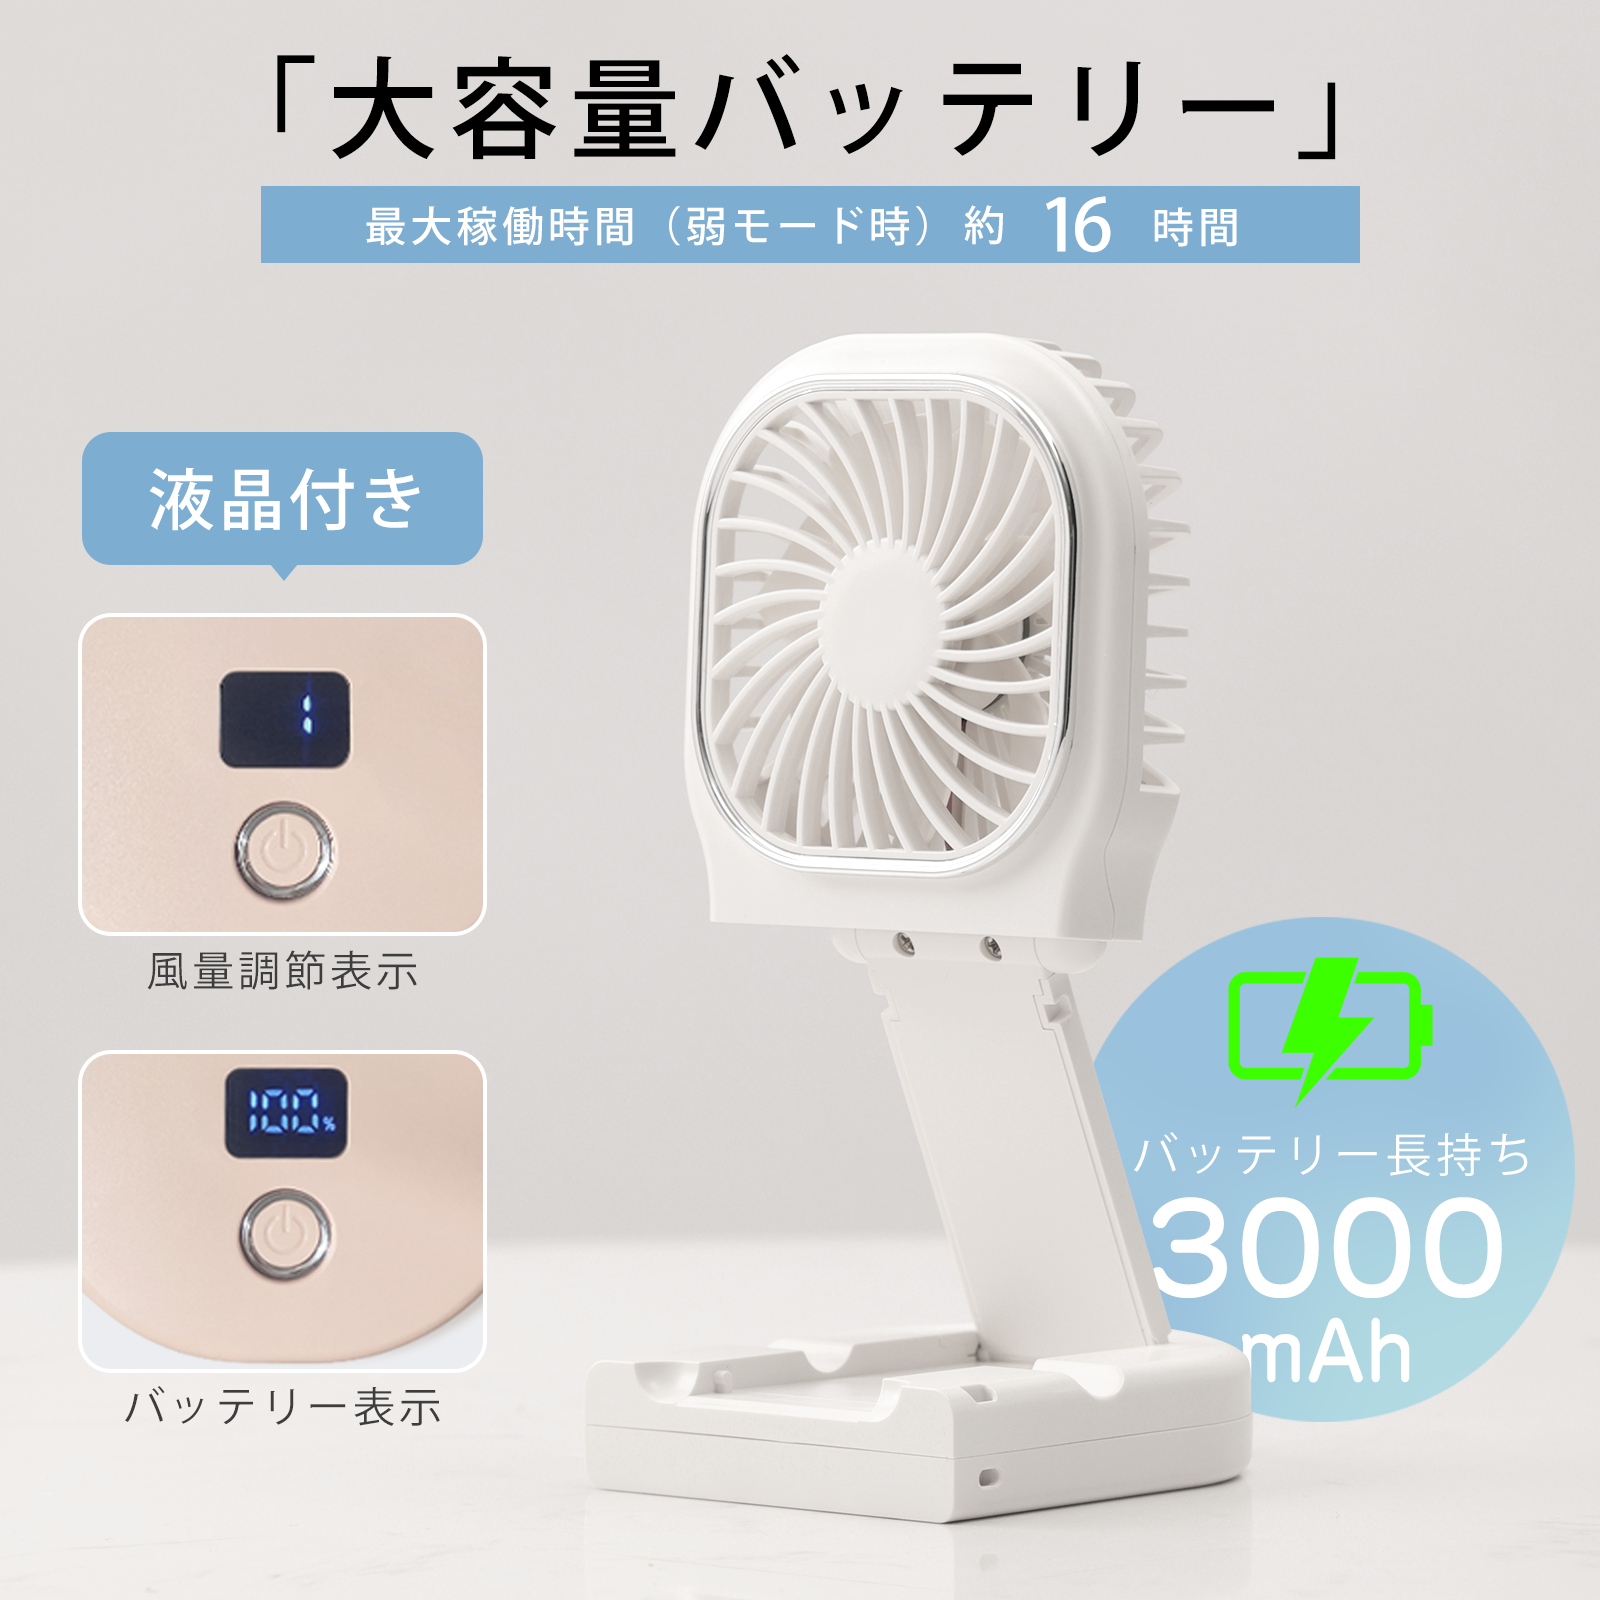 「大容量バッテリー」
最大稼働時間（弱モード時）約 16 時間
液晶付き
1
風量調節表示
100%
バッテリー表示
バッテリー長持ち
3000
mAh